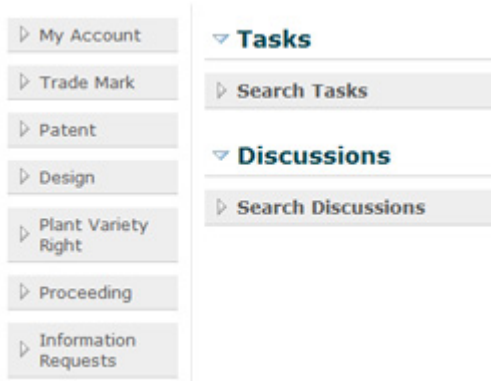 My Account
Trade Mark
Patent
Design
Plant Variety
Right
Proceeding
Information
Requests
Tasks
Search Tasks
Discussions
Search Discussions